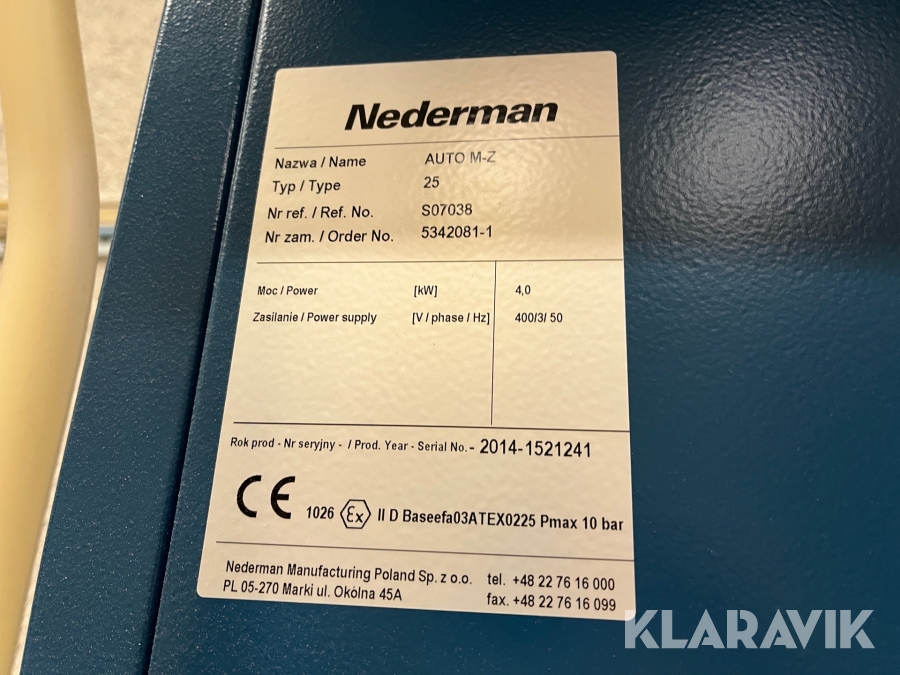 Nederman
Nazwa / Name AUTO M-Z
Typ / Type 25
Nr ref. / Ref. No. S07038
Nr zam. / Order No. 5342081-1
Moc / Power [kW] 4,0
Zasilanie / Power supply [V / phase / Hz] 400/3/ 50
Rok prod - Nr seryjny - / Prod. Year - Serial No. - 2014-1521241
CE 1026 Ex II D Baseefa03ATEX0225 Pmax 10 bar
Nederman Manufacturing Poland Sp. z o.o. tel. +48 22 76 16 000
PL 05-270 Marki ul. Okólna 45A fax. +48 22 76 16 099
KLARAVIK